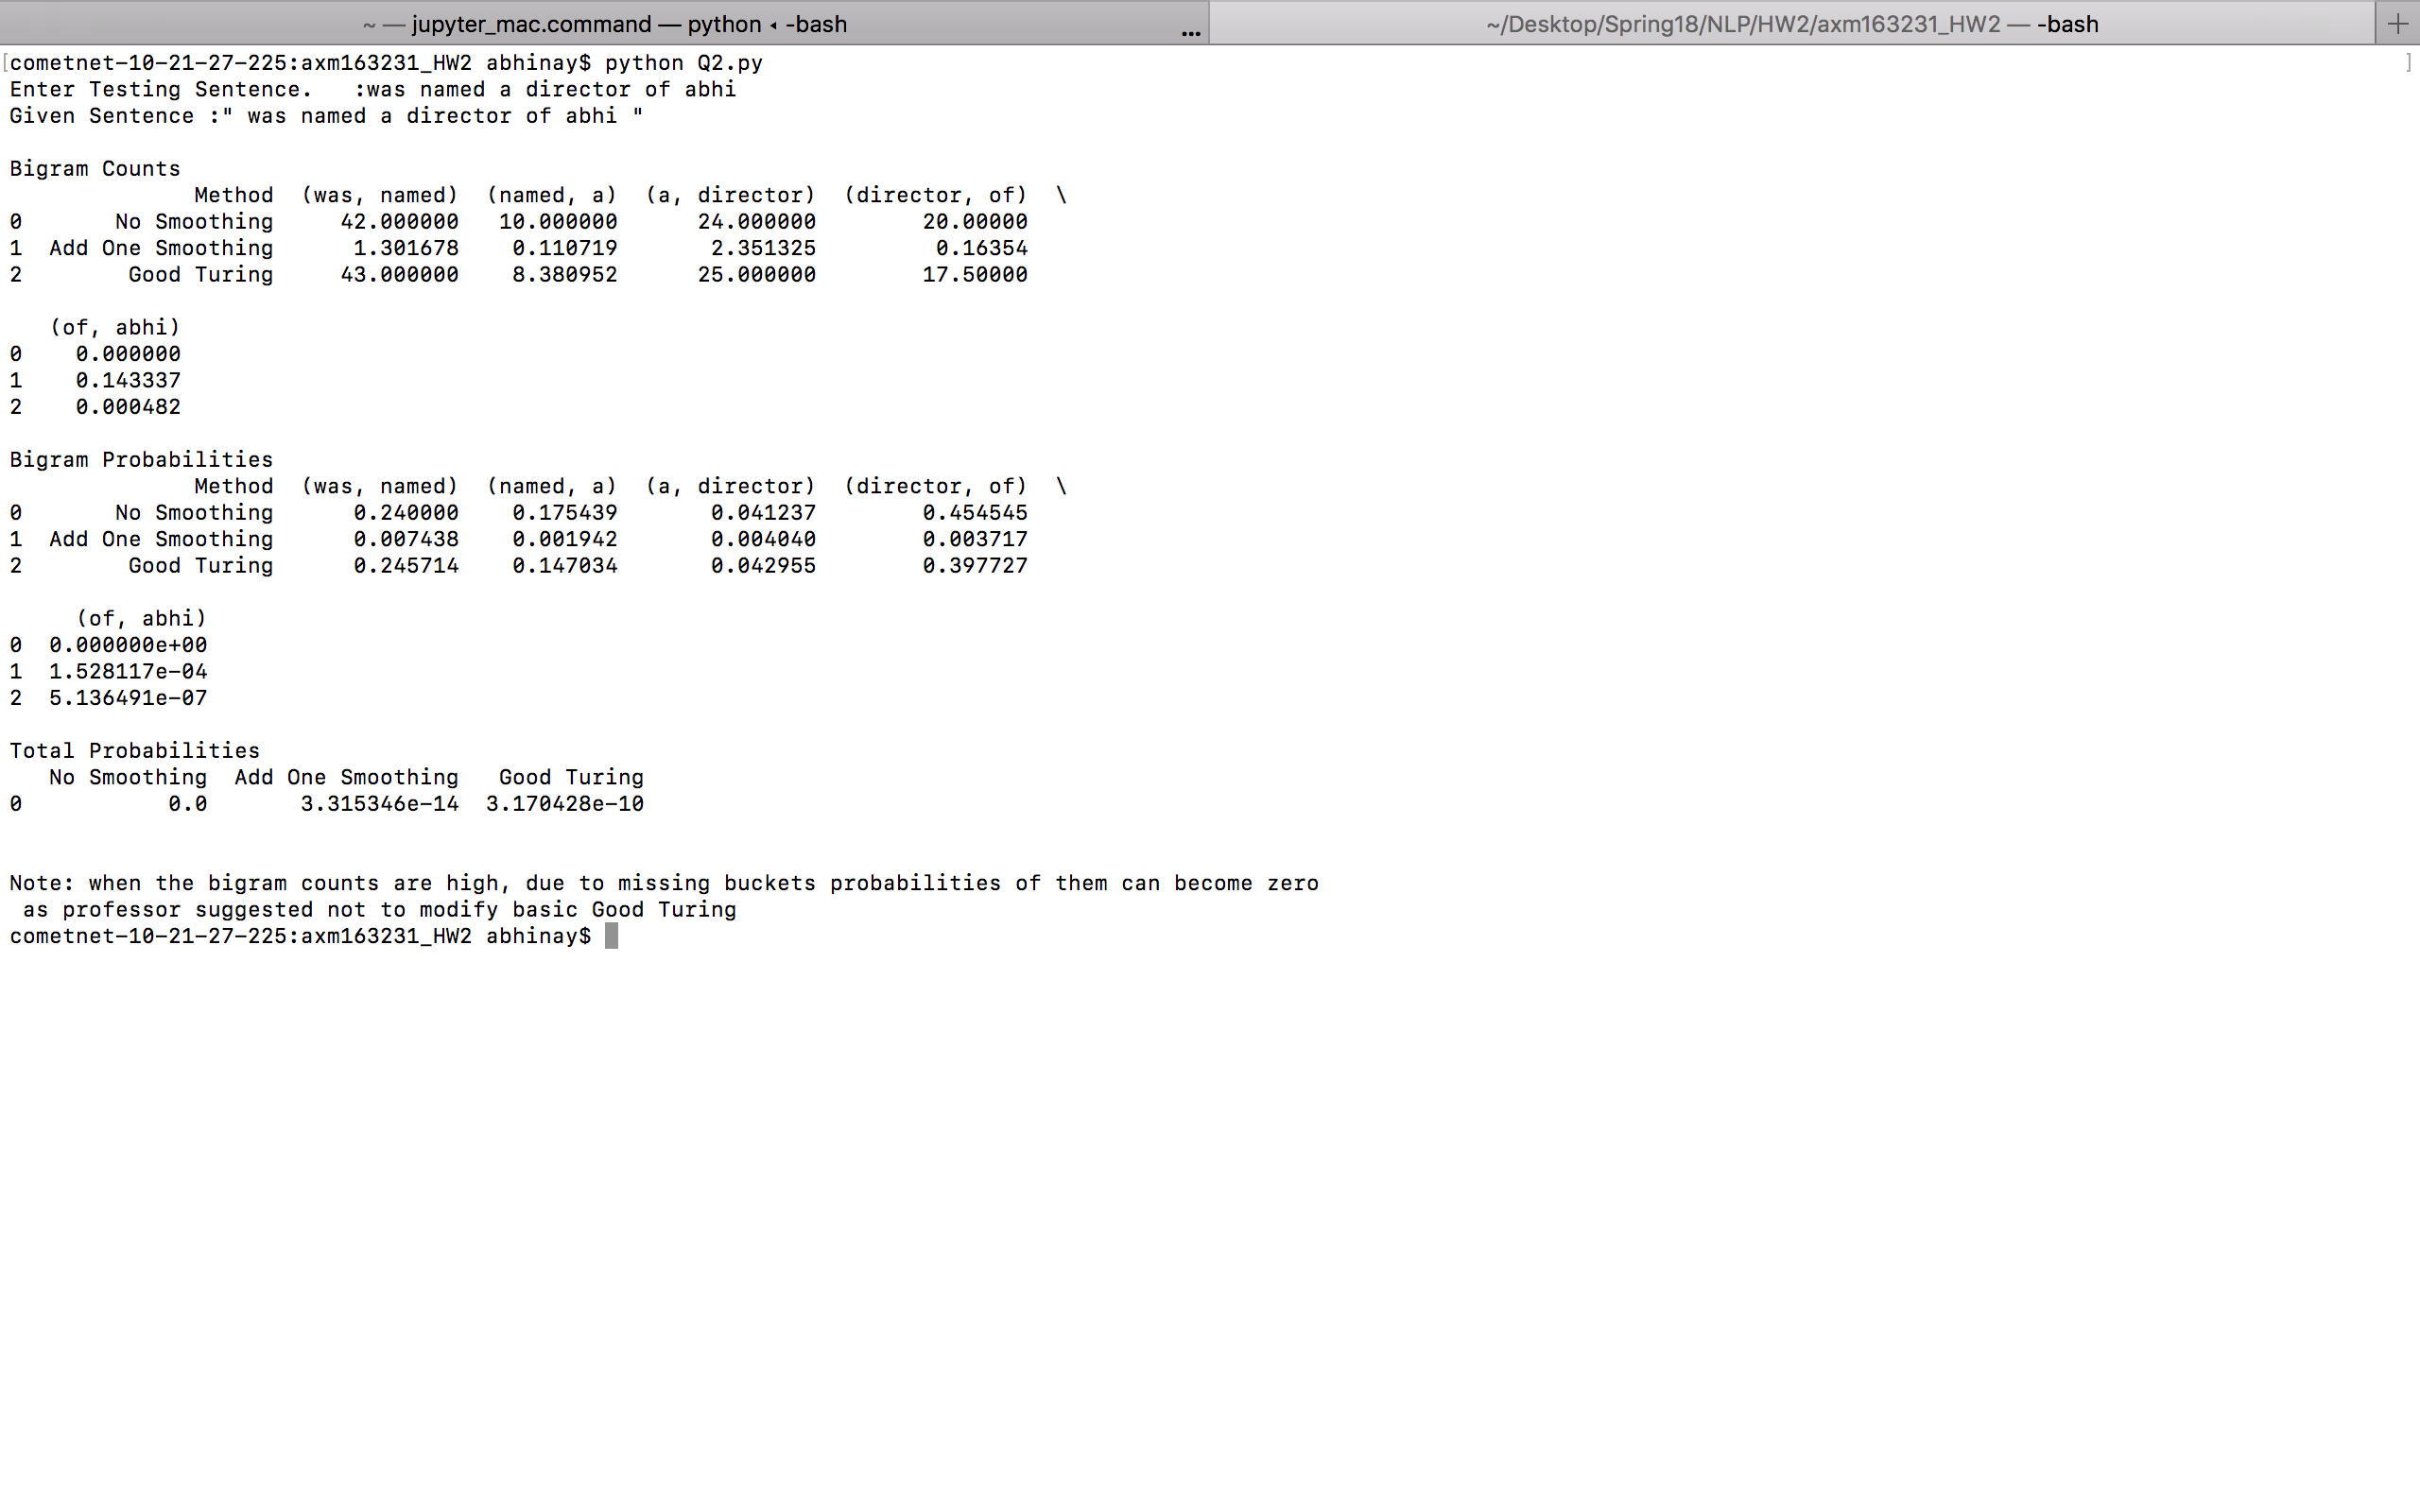 ~ — jupyter_mac.command — python ◂ -bash ... ~/Desktop/Spring18/NLP/HW2/axm163231_HW2 — -bash +
[cometnet-10-21-27-225:axm163231_HW2 abhinay$ python Q2.py ]
Enter Testing Sentence.   :was named a director of abhi
Given Sentence :" was named a director of abhi "
Bigram Counts
              Method  (was, named)  (named, a)  (a, director)  (director, of)  \
0       No Smoothing     42.000000   10.000000      24.000000        20.00000
1  Add One Smoothing      1.301678    0.110719       2.351325         0.16354
2        Good Turing     43.000000    8.380952      25.000000        17.50000
   (of, abhi)
0    0.000000
1    0.143337
2    0.000482
Bigram Probabilities
              Method  (was, named)  (named, a)  (a, director)  (director, of)  \
0       No Smoothing      0.240000    0.175439       0.041237        0.454545
1  Add One Smoothing      0.007438    0.001942       0.004040        0.003717
2        Good Turing      0.245714    0.147034       0.042955        0.397727
     (of, abhi)
0  0.000000e+00
1  1.528117e-04
2  5.136491e-07
Total Probabilities
   No Smoothing  Add One Smoothing   Good Turing
0           0.0       3.315346e-14  3.170428e-10
Note: when the bigram counts are high, due to missing buckets probabilities of them can become zero
 as professor suggested not to modify basic Good Turing
cometnet-10-21-27-225:axm163231_HW2 abhinay$